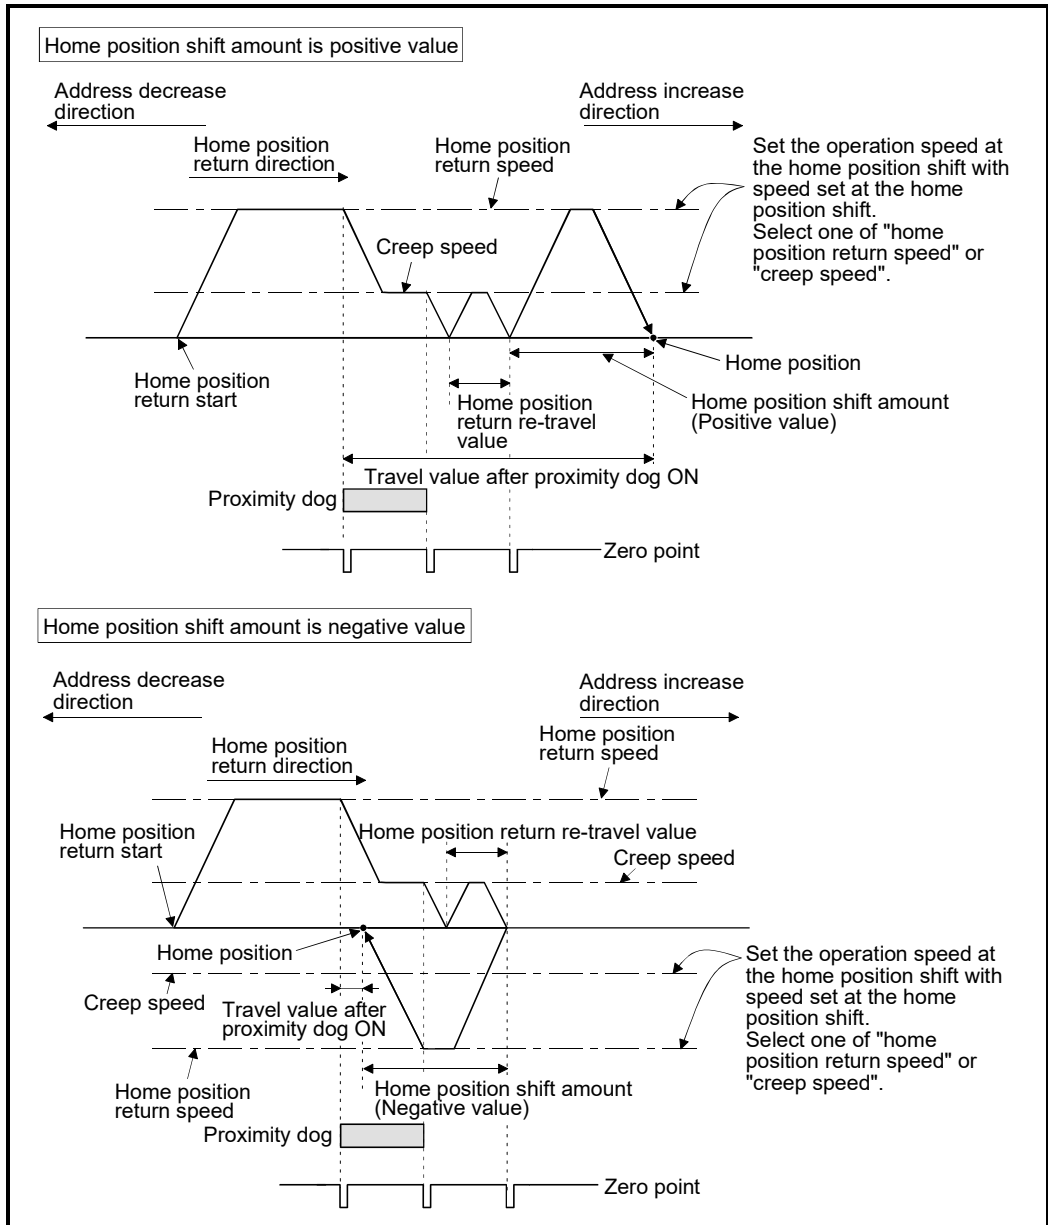 Home position shift amount is positive value
Address decrease
direction
Address increase
direction
Home position
return direction
Home position
return speed
Set the operation speed at
the home position shift with
speed set at the home
position shift.
Select one of "home
position return speed" or
"creep speed".
Creep speed
Home position
return start
Home position
Home position
return re-travel
value
Home position shift amount
(Positive value)
Travel value after proximity dog ON
Proximity dog
Zero point
Home position shift amount is negative value
Address decrease
direction
Address increase
direction
Home position
return direction
Home position
return speed
Home position
return start
Home position return re-travel value
Creep speed
Home position
Set the operation speed at
the home position shift with
speed set at the home
position shift.
Select one of "home
position return speed" or
"creep speed".
Creep speed
Travel value after
proximity dog ON
Home position
return speed
Home position shift amount
(Negative value)
Proximity dog
Zero point